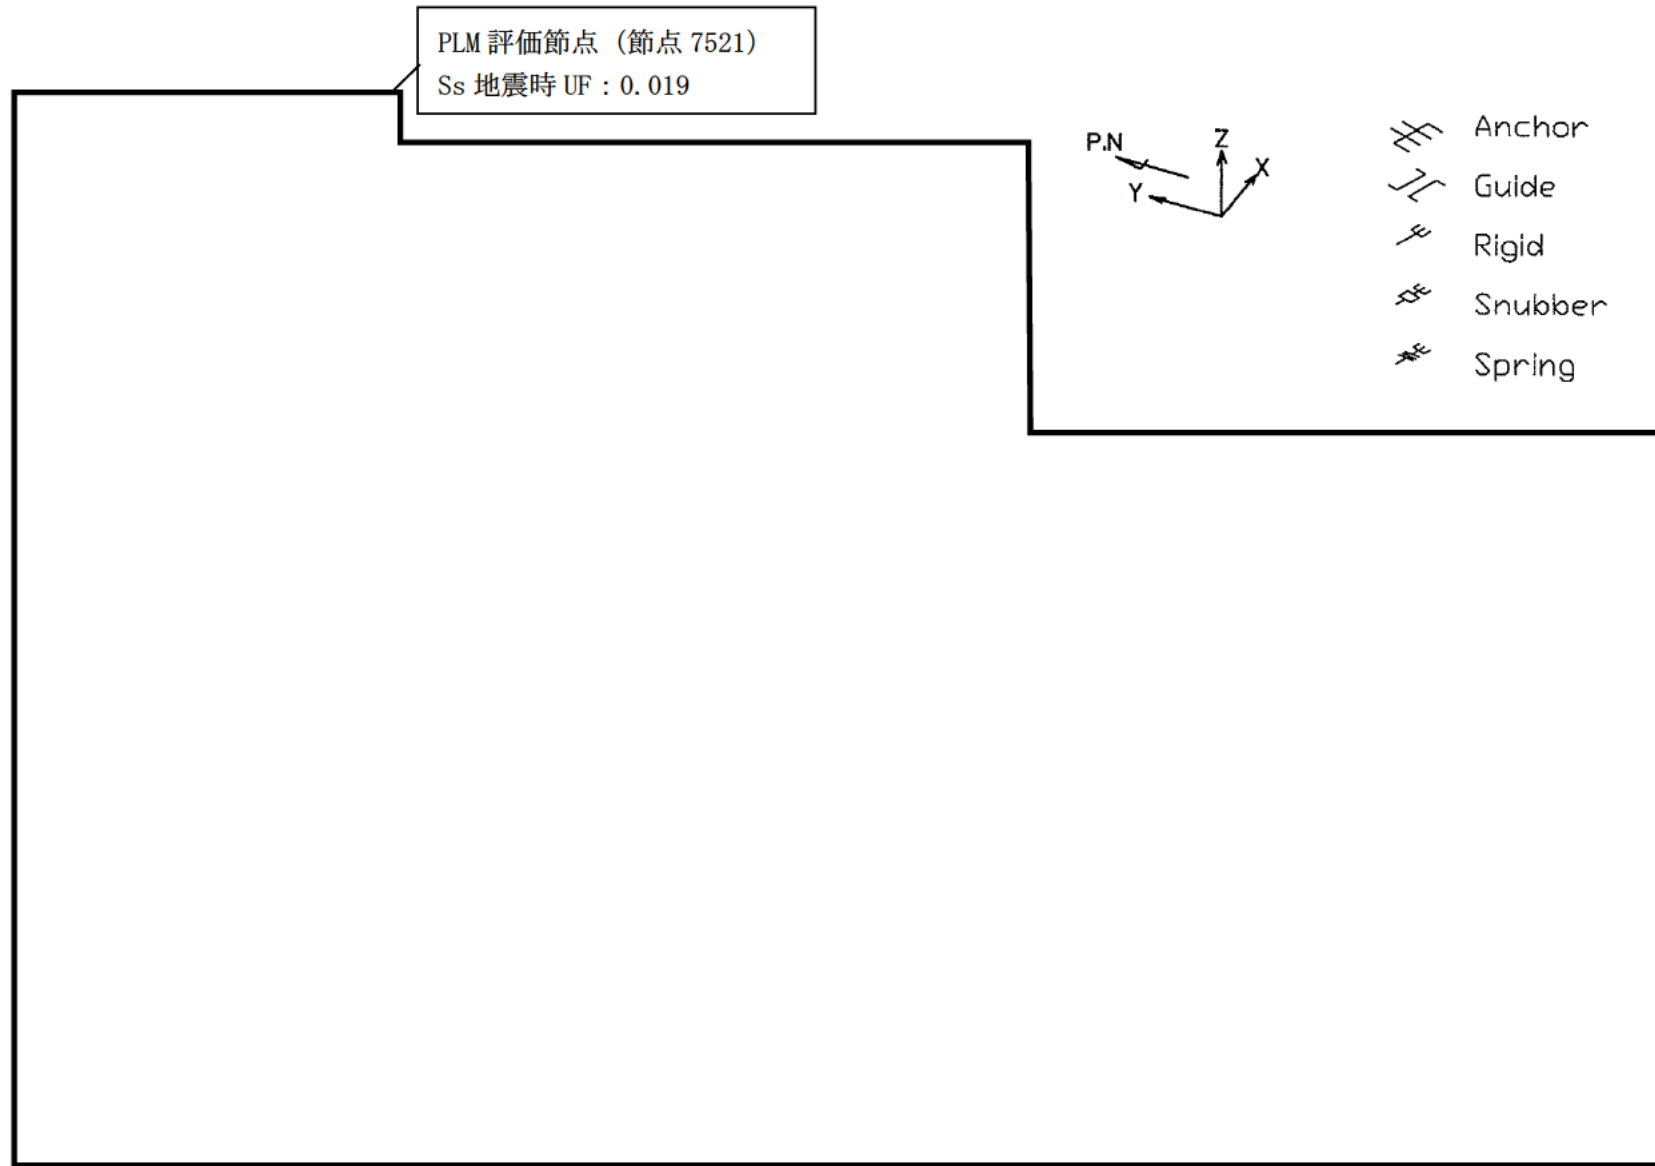 PLM 評価節点（節点 7521）
Ss 地震時 UF：0.019
P.N
Z
X
Y
Anchor
Guide
Rigid
Snubber
Spring